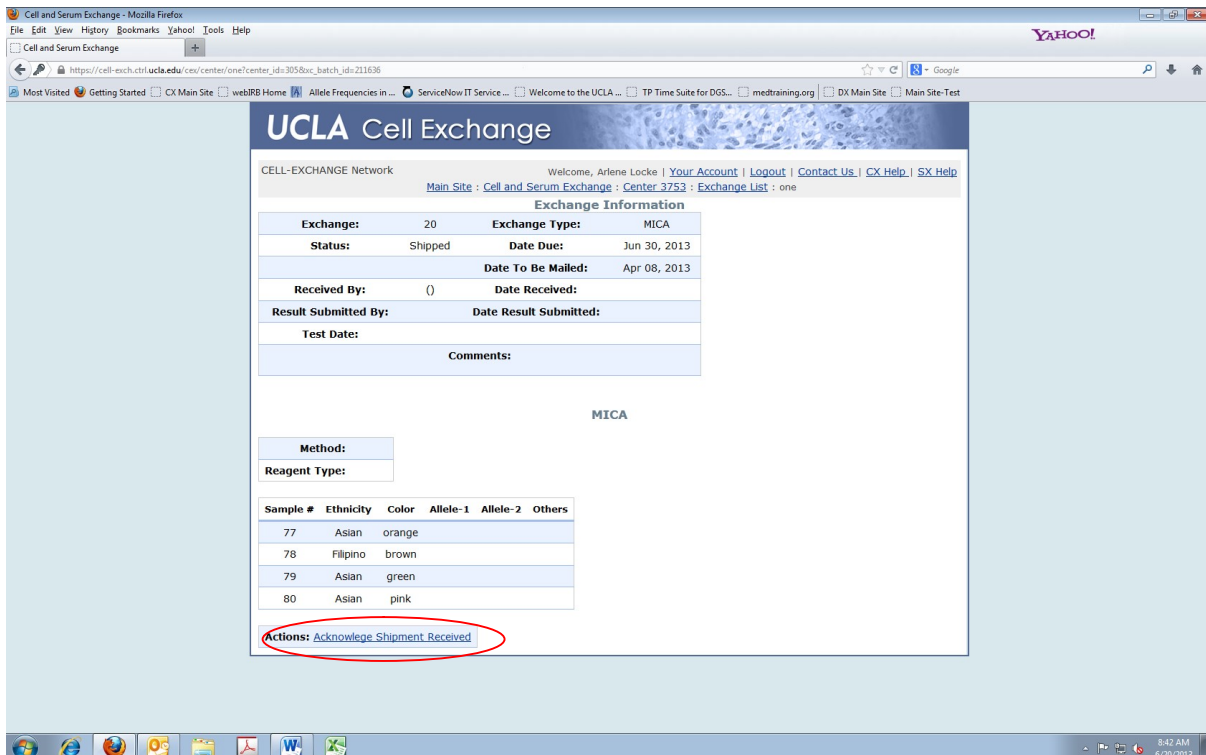 Cell and Serum Exchange - Mozilla Firefox
File Edit View History Bookmarks Yahoo! Tools Help
YAHOO!
Cell and Serum Exchange +
https://cell-exch.ctrl.ucla.edu/cex/center/one?center_id=305&xc_batch_id=211636
Google
Most Visited Getting Started CX Main Site webIRB Home Allele Frequencies in ... ServiceNow IT Service ... Welcome to the UCLA ... TP Time Suite for DGS... medtraining.org DX Main Site Main Site-Test
UCLA Cell Exchange
CELL-EXCHANGE Network
Welcome, Arlene Locke | Your Account | Logout | Contact Us | CX Help | SX Help
Main Site : Cell and Serum Exchange : Center 3753 : Exchange List : one
Exchange Information
Exchange: 20 Exchange Type: MICA
Status: Shipped Date Due: Jun 30, 2013
Date To Be Mailed: Apr 08, 2013
Received By: () Date Received:
Result Submitted By: Date Result Submitted:
Test Date:
Comments:
MICA
Method:
Reagent Type:
Sample # Ethnicity Color Allele-1 Allele-2 Others
77 Asian orange
78 Filipino brown
79 Asian green
80 Asian pink
Actions: Acknowlege Shipment Received
8:42 AM
6/20/2013